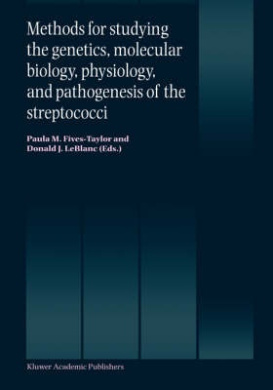 Methods for studying
the genetics, molecular
biology, physiology,
and pathogenesis of the
streptococci
Paula M. Fives-Taylor and
Donald J. LeBlanc (Eds.)
Kluwer Academic Publishers